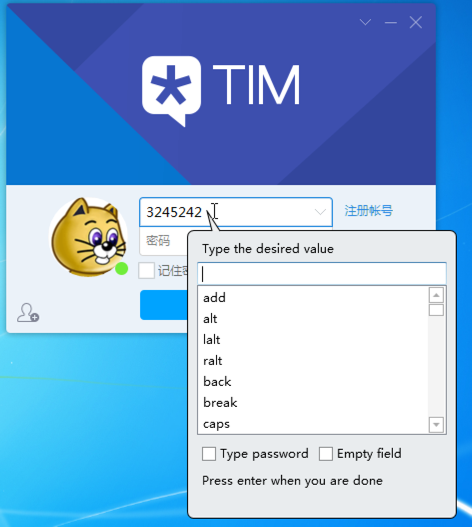 TIM
3245242
注册帐号
密码
记住
Type the desired value
add
alt
lalt
ralt
back
break
caps
Type password Empty field
Press enter when you are done